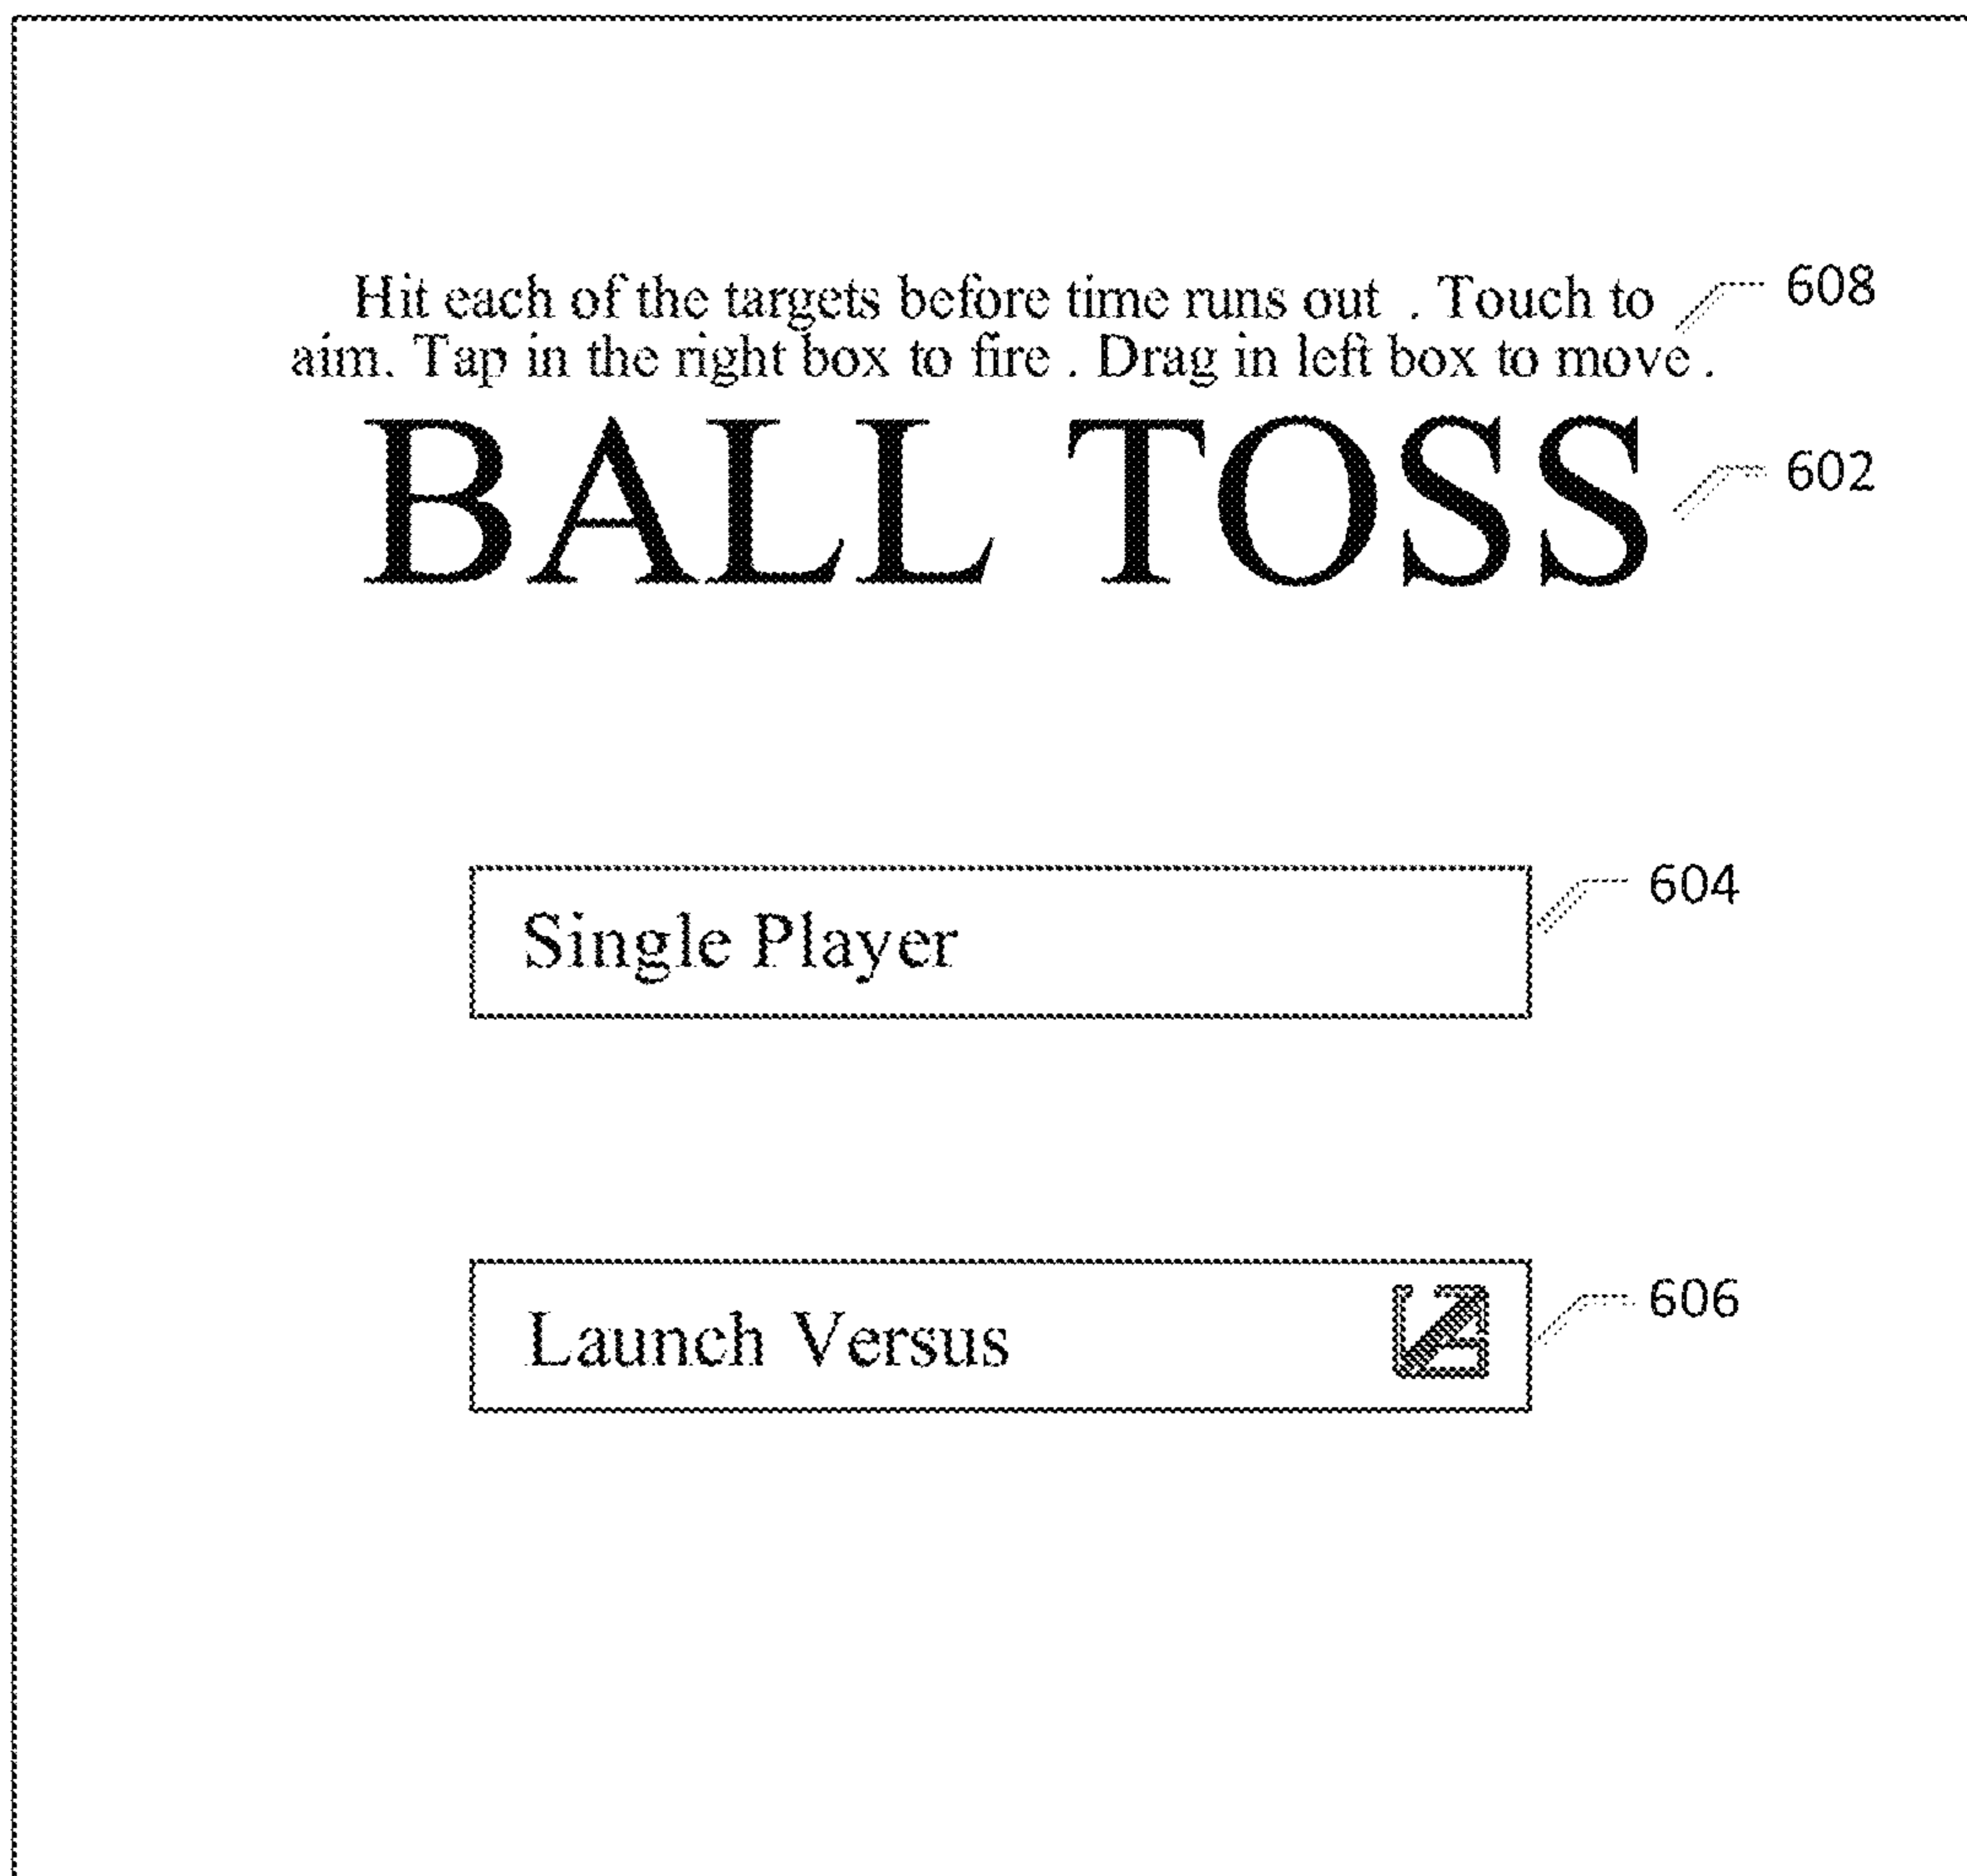 Hit each of the targets before time runs out . Touch to 608
aim. Tap in the right box to fire . Drag in left box to move .
BALL TOSS 602
Single Player 604
Launch Versus 606